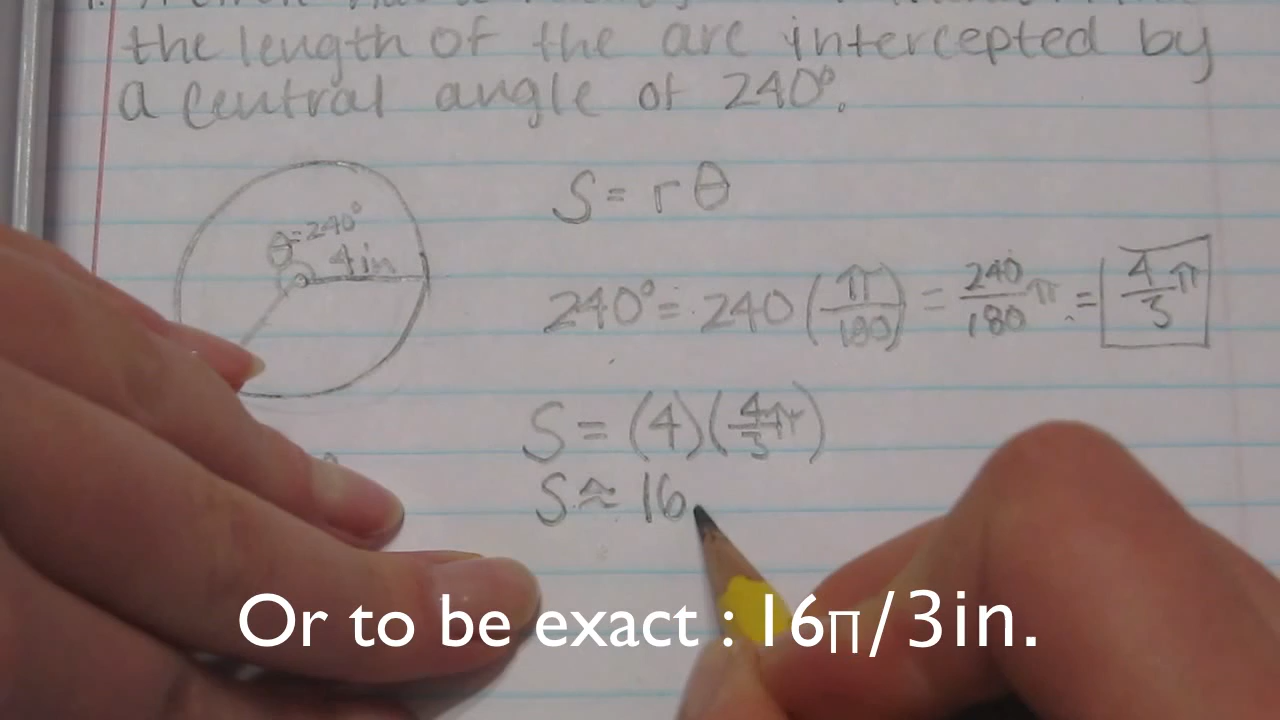 the length of the arc intercepted by
a central angle of 240°.
θ=240°
4in
S = rθ
240° = 240 (π/180) = 240/180 π = 4/3 π
S = (4)(4/3 π)
S ≈ 16
Or to be exact : 16π/3in.